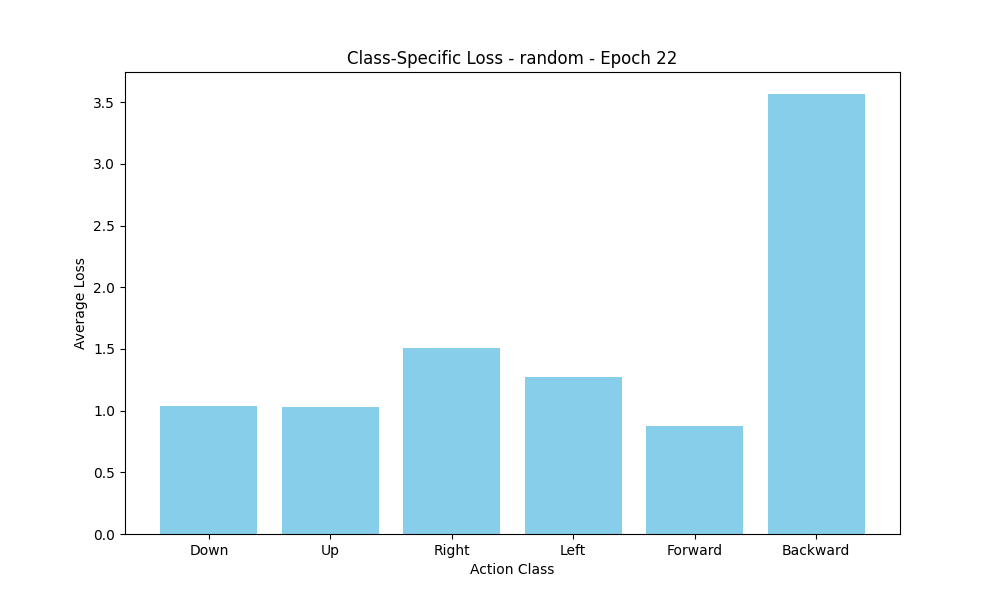 Class-Specific Loss - random - Epoch 22
3.5
3.0
2.5
2.0
1.5
1.0
0.5
0.0
Average Loss
Down Up Right Left Forward Backward
Action Class